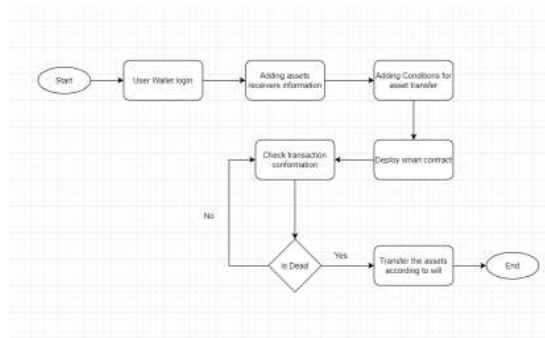 Start
User Wallet login
Adding assets
receivers information
Adding Conditions for
asset transfer
Check transaction
conformation
Deploy smart contract
No
is Dead
Yes
Transfer the assets
according to will
End